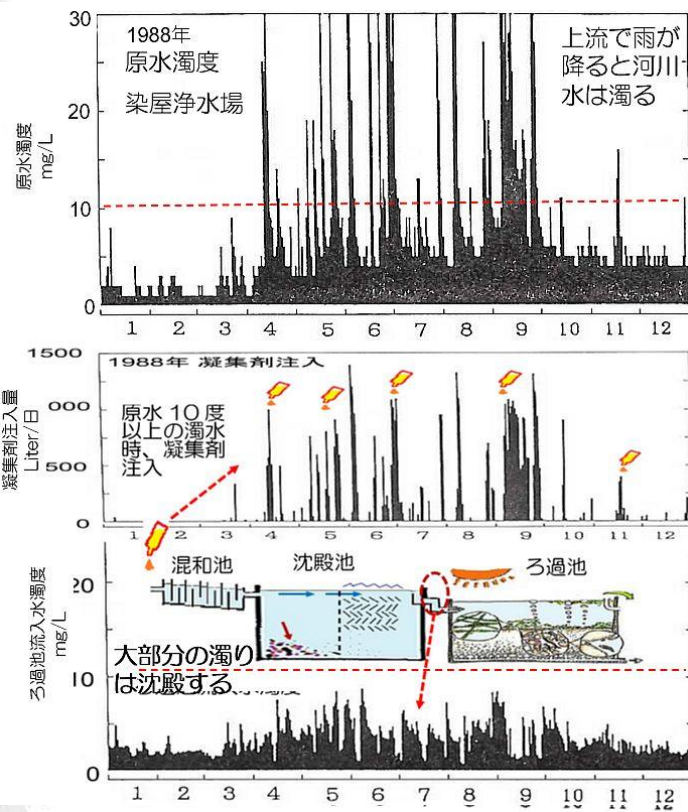 30
20
10
0
原水濁度
mg/L
1988年
原水濁度
染屋浄水場
上流で雨が
降ると河川
水は濁る
1 2 3 4 5 6 7 8 9 10 11 12
1500
000
500
0
凝集剤注入量
Liter/日
1988年 凝集剤注入
原水10度
以上の濁水
時、凝集剤
注入
1 2 3 4 5 6 7 8 9 10 11 12
20
10
0
ろ過池流入水濁度
mg/L
混和池
沈殿池
ろ過池
大部分の濁り
は沈殿する
1 2 3 4 5 6 7 8 9 10 11 12